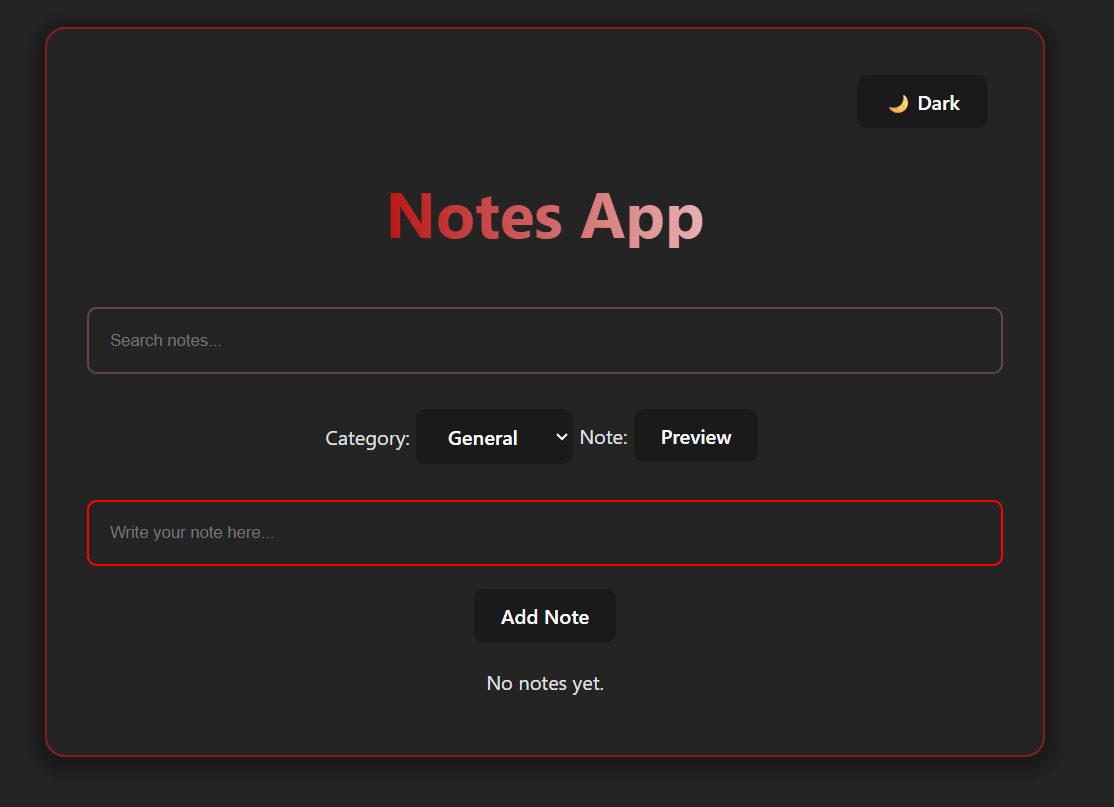 🌙 Dark
Notes App
Search notes...
Category: General Note: Preview
Write your note here...
Add Note
No notes yet.